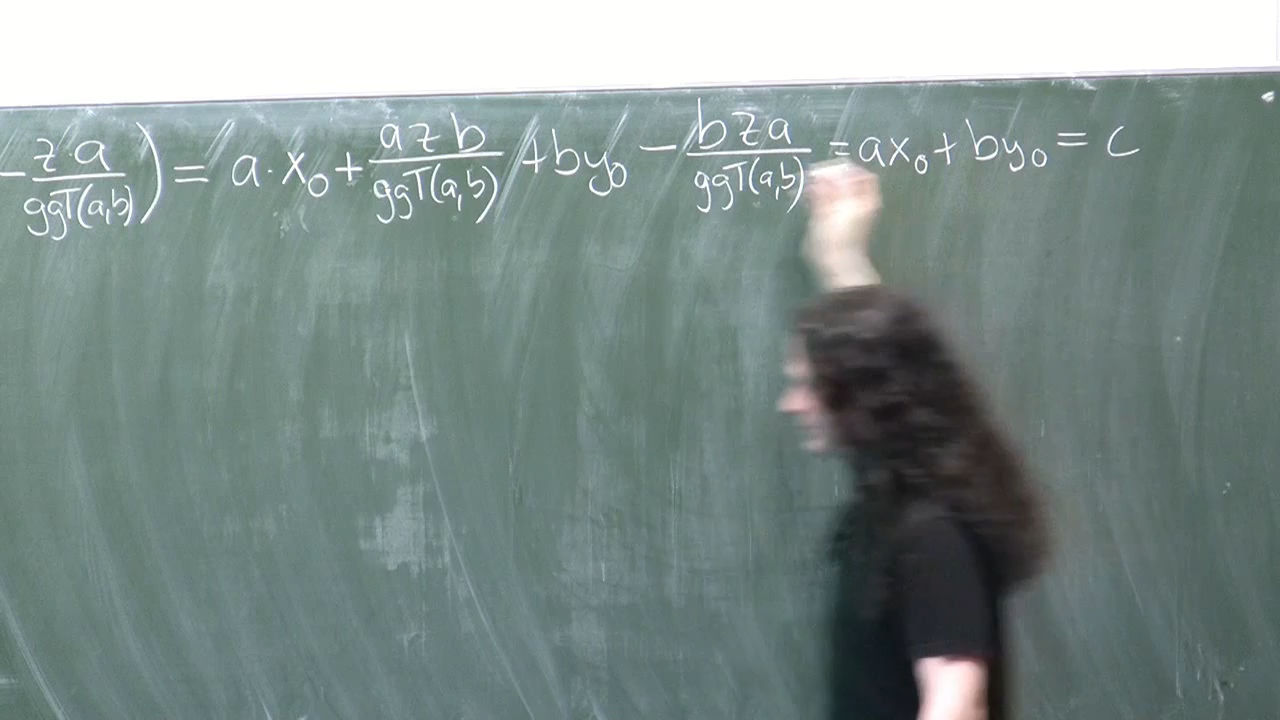 - z·a/ggT(a,b)) = a·x₀ + azb/ggT(a,b) + by₀ - bza/ggT(a,b) = ax₀ + by₀ = c